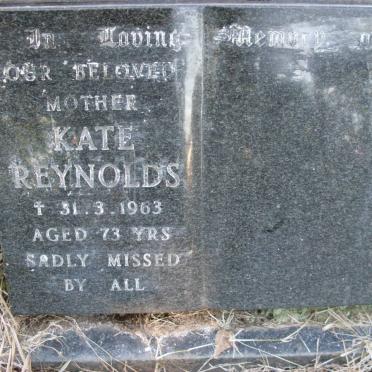 In Loving Memory o
OUR BELOVED
MOTHER
KATE
REYNOLDS
† 31.3.1963
AGED 73 YRS
SADLY MISSED
BY ALL